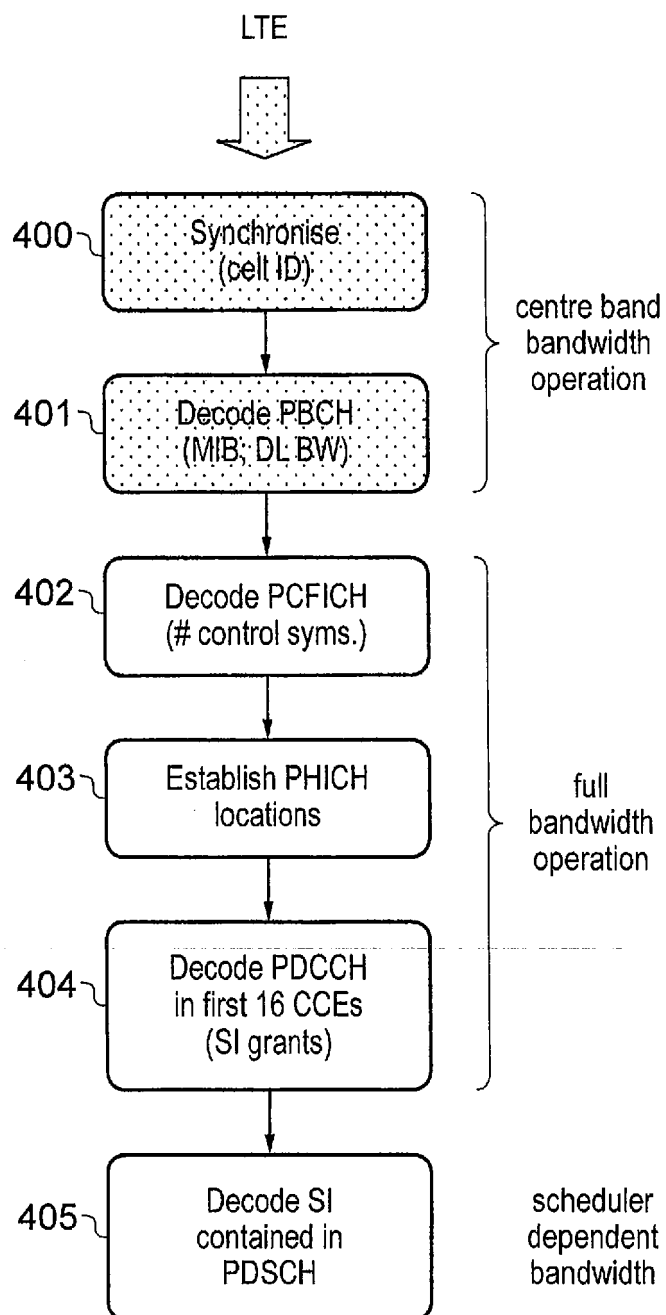 LTE
400
Synchronise
(cell ID)
centre band
bandwidth
operation
401
Decode PBCH
(MIB; DL BW)
402
Decode PCFICH
(# control syms.)
403
Establish PHICH
locations
full
bandwidth
operation
404
Decode PDCCH
in first 16 CCEs
(SI grants)
405
Decode SI
contained in
PDSCH
scheduler
dependent
bandwidth